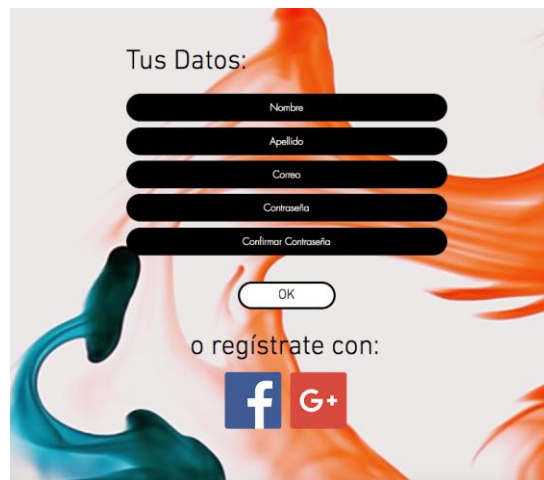 Tus Datos:
Nombre
Apellido
Correo
Contraseña
Confirmar Contraseña
OK
o regístrate con:
f G+